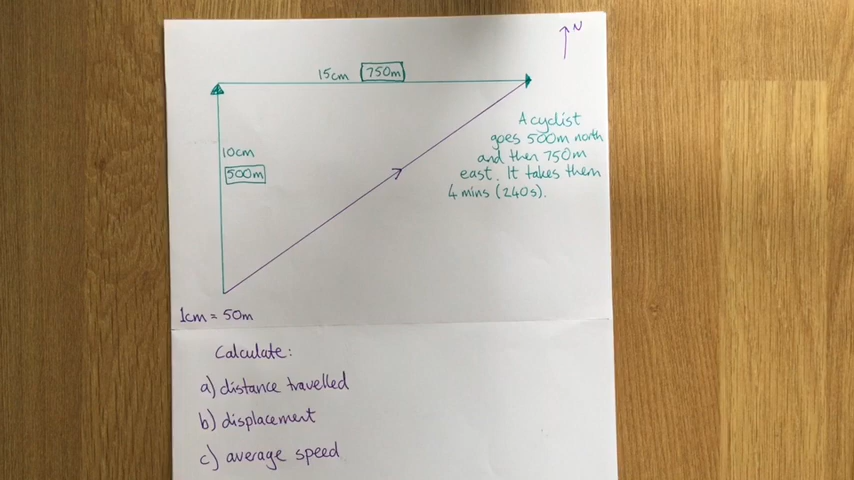 N
15cm 750m
10cm
500m
A cyclist
goes 500m north
and then 750m
east. It takes them
4 mins (240s).
1cm = 50m
Calculate:
a) distance travelled
b) displacement
c) average speed